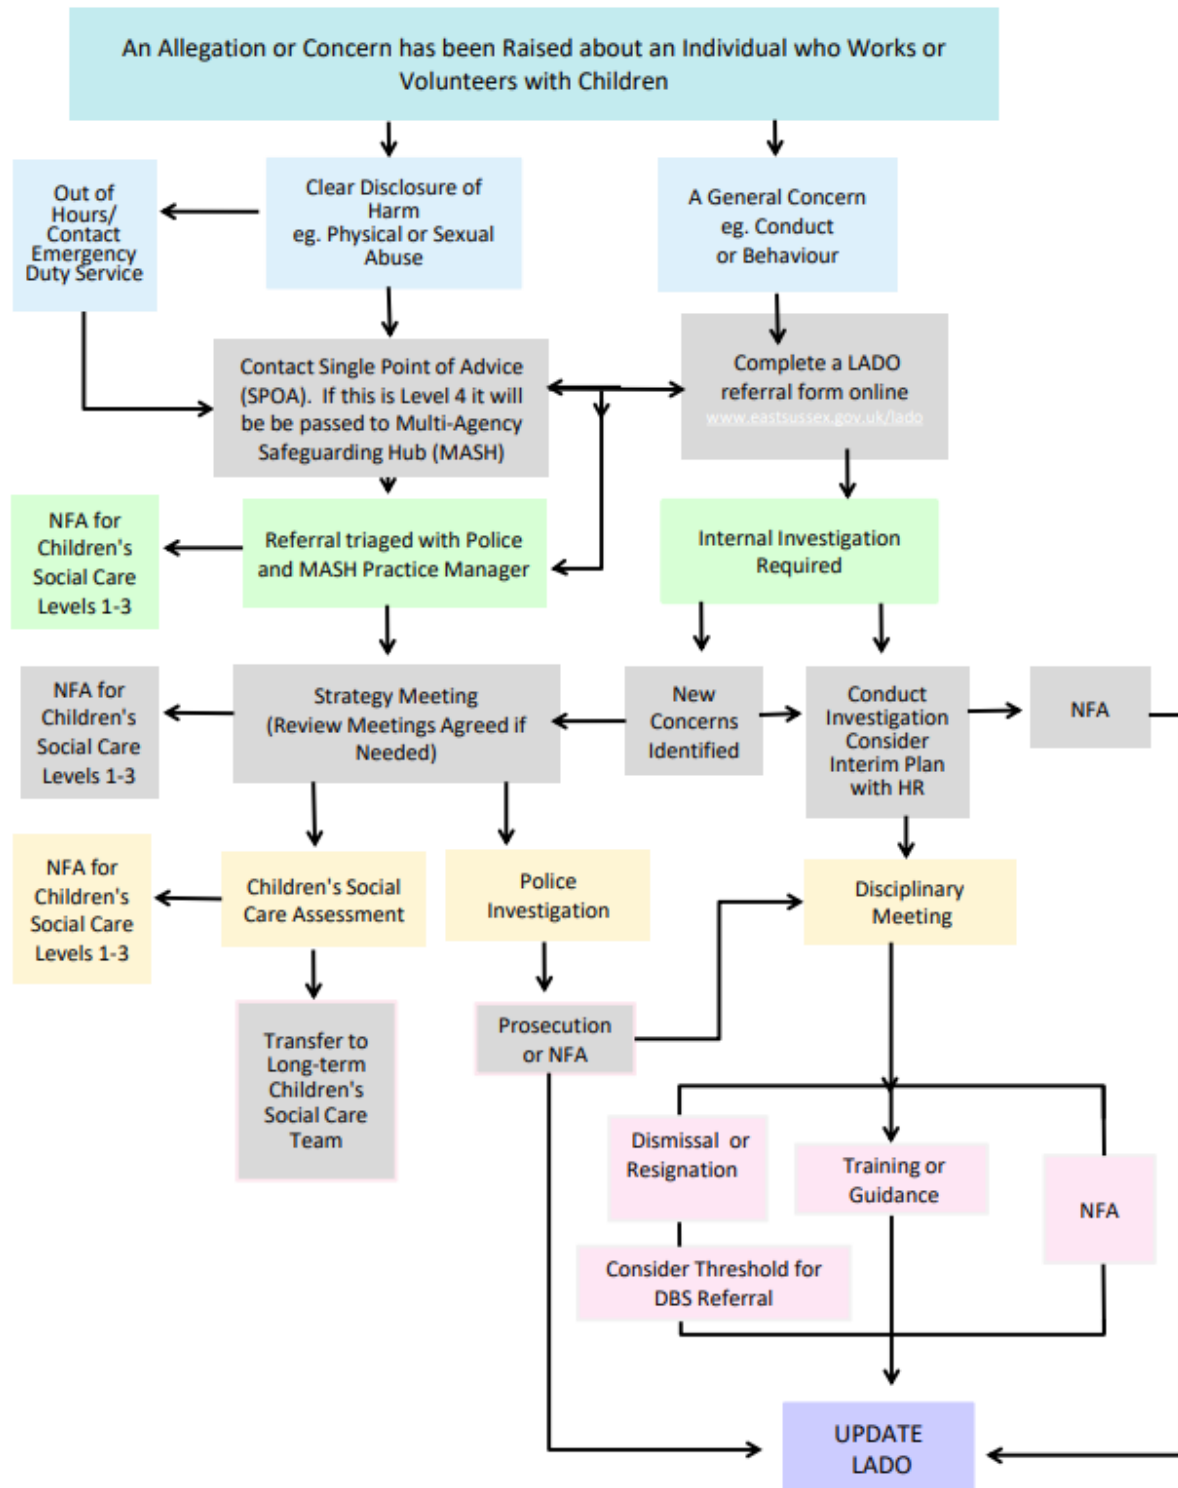 An Allegation or Concern has been Raised about an Individual who Works or
Volunteers with Children
Out of
Hours/
Contact
Emergency
Duty Service
Clear Disclosure of
Harm
eg. Physical or Sexual
Abuse
A General Concern
eg. Conduct
or Behaviour
Contact Single Point of Advice
(SPOA).  If this is Level 4 it will
be be passed to Multi-Agency
Safeguarding Hub (MASH)
Complete a LADO
referral form online
www.eastsussex.gov.uk/lado
NFA for
Children's
Social Care
Levels 1-3
Referral triaged with Police
and MASH Practice Manager
Internal Investigation
Required
NFA for
Children's
Social Care
Levels 1-3
Strategy Meeting
(Review Meetings Agreed if
Needed)
New
Concerns
Identified
Conduct
Investigation
Consider
Interim Plan
with HR
NFA
NFA for
Children's
Social Care
Levels 1-3
Children's Social
Care Assessment
Police
Investigation
Disciplinary
Meeting
Transfer to
Long-term
Children's
Social Care
Team
Prosecution
or NFA
Dismissal or
Resignation
Training or
Guidance
NFA
Consider Threshold for
DBS Referral
UPDATE
LADO